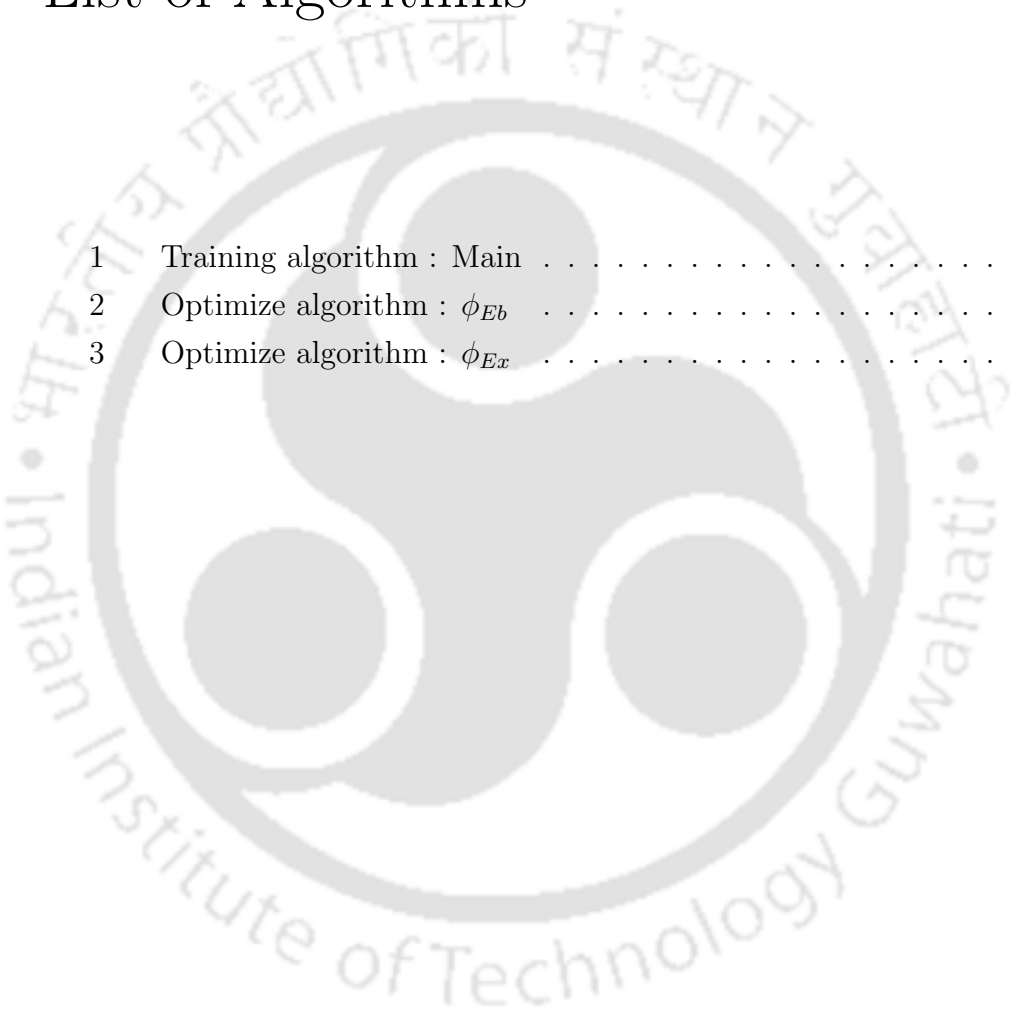 List of Algorithms
1 Training algorithm : Main . . . . . . . . . . . . . . . . . . .
2 Optimize algorithm : ϕ_Eb . . . . . . . . . . . . . . . . . . .
3 Optimize algorithm : ϕ_Ex . . . . . . . . . . . . . . . . . . .
भारतीय प्रौद्योगिकी संस्थान गुवाहाटी
• Indian Institute of Technology Guwahati •